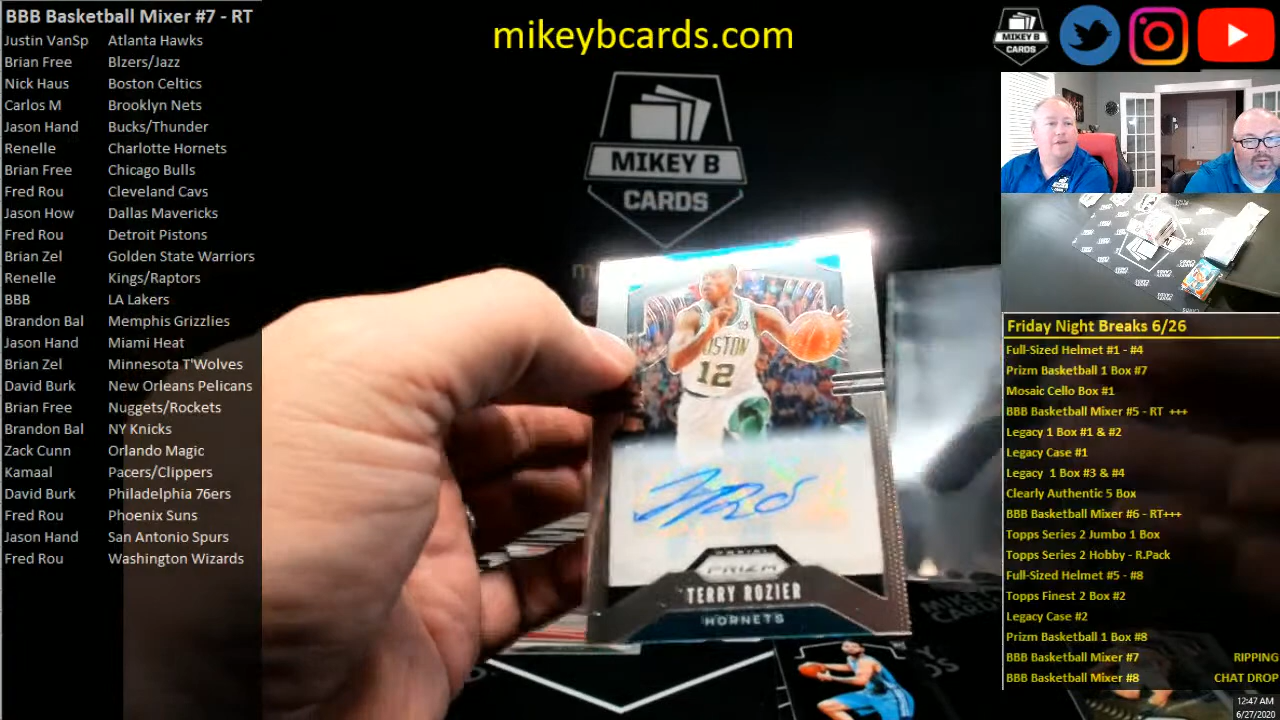 BBB Basketball Mixer #7 - RT
Justin VanSp Atlanta Hawks
Brian Free Blzers/Jazz
Nick Haus Boston Celtics
Carlos M Brooklyn Nets
Jason Hand Bucks/Thunder
Renelle Charlotte Hornets
Brian Free Chicago Bulls
Fred Rou Cleveland Cavs
Jason How Dallas Mavericks
Fred Rou Detroit Pistons
Brian Zel Golden State Warriors
Renelle Kings/Raptors
BBB LA Lakers
Brandon Bal Memphis Grizzlies
Jason Hand Miami Heat
Brian Zel Minnesota T'Wolves
David Burk New Orleans Pelicans
Brian Free Nuggets/Rockets
Brandon Bal NY Knicks
Zack Cunn Orlando Magic
Kamaal Pacers/Clippers
David Burk Philadelphia 76ers
Fred Rou Phoenix Suns
Jason Hand San Antonio Spurs
Fred Rou Washington Wizards
mikeybcards.com
MIKEY B
CARDS
BOSTON
12
PANINI
PRIZM
TERRY ROZIER
HORNETS
MIKEY B
CARDS
Friday Night Breaks 6/26
Full-Sized Helmet #1 - #4
Prizm Basketball 1 Box #7
Mosaic Cello Box #1
BBB Basketball Mixer #5 - RT +++
Legacy 1 Box #1 & #2
Legacy Case #1
Legacy 1 Box #3 & #4
Clearly Authentic 5 Box
BBB Basketball Mixer #6 - RT+++
Topps Series 2 Jumbo 1 Box
Topps Series 2 Hobby - R.Pack
Full-Sized Helmet #5 - #8
Topps Finest 2 Box #2
Legacy Case #2
Prizm Basketball 1 Box #8
BBB Basketball Mixer #7 RIPPING
BBB Basketball Mixer #8 CHAT DROP
12:47 AM
6/27/2020